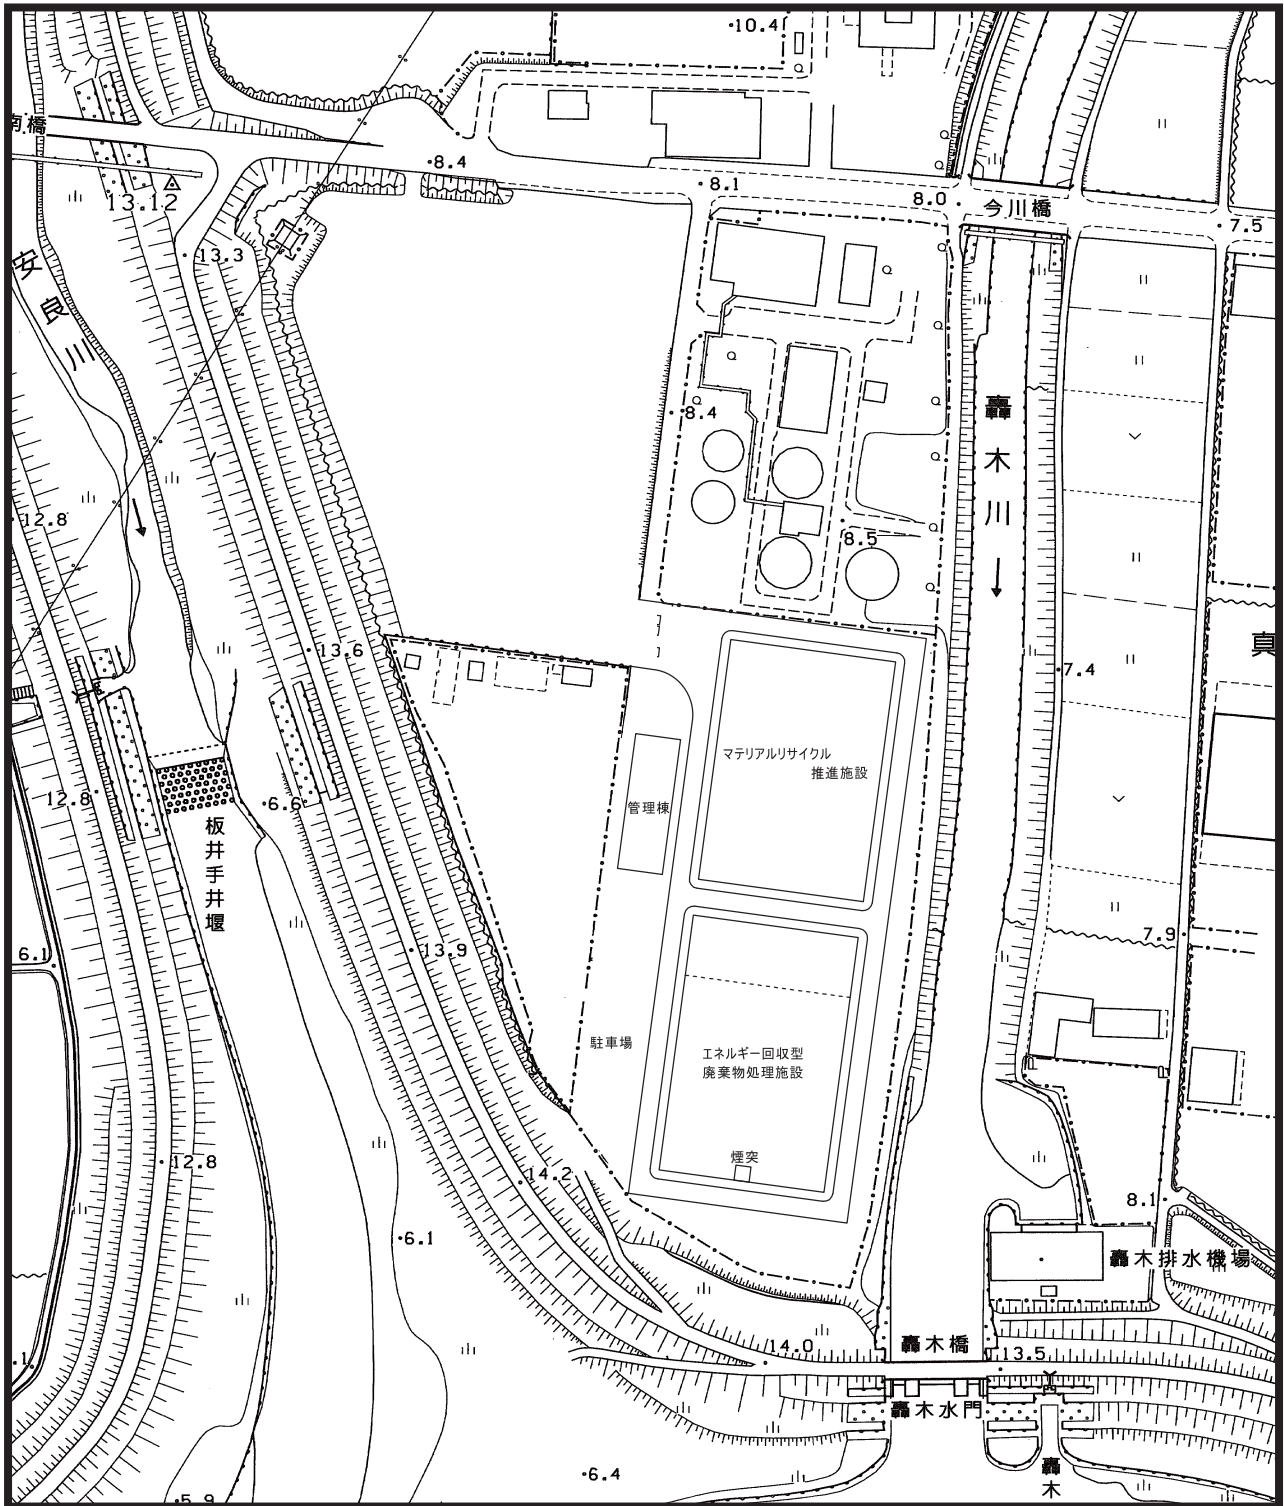 10.4
南橋
8.4
8.1
8.0
今川橋
7.5
13.12
安良川
13.3
8.4
轟木川
12.8
8.5
真
13.6
7.4
マテリアルリサイクル
推進施設
管理棟
12.8
6.6
板井手井堰
7.9
6.1
13.9
駐車場
エネルギー回収型
廃棄物処理施設
煙突
12.8
14.2
8.1
6.1
轟木排水機場
轟木橋
14.0
13.5
.1
轟木水門
轟木
6.4
5.9